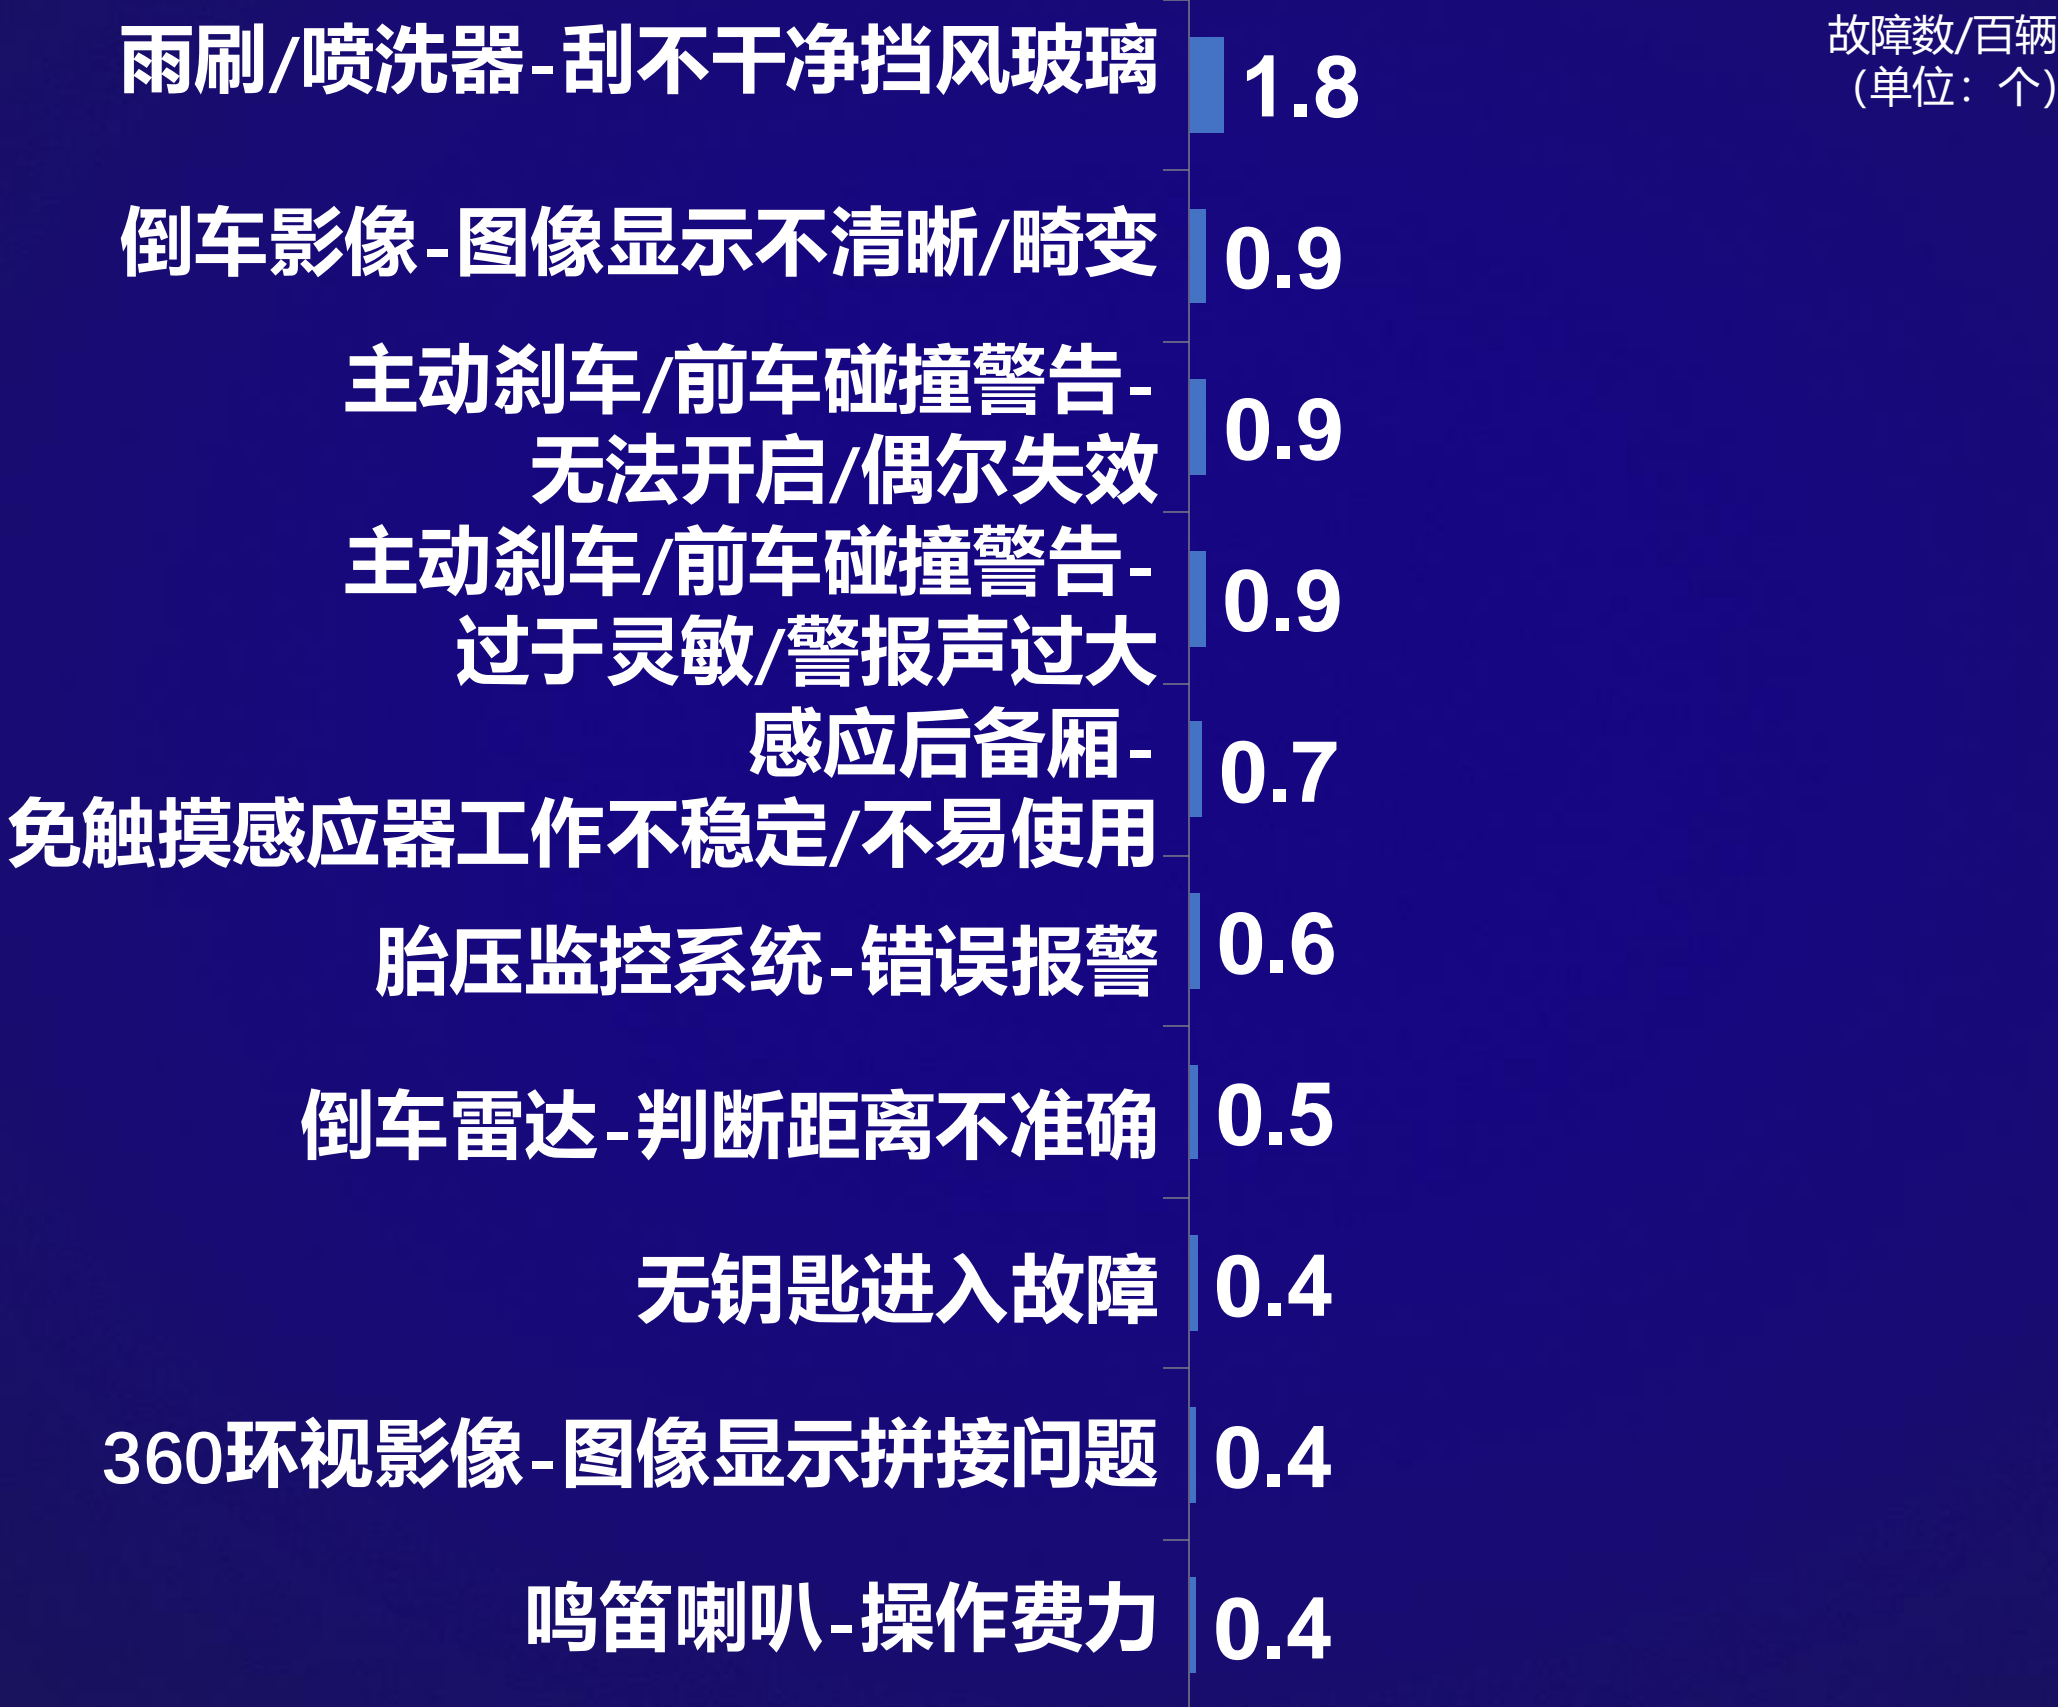 故障数/百辆
（单位：个）
雨刷/喷洗器-刮不干净挡风玻璃 1.8
倒车影像-图像显示不清晰/畸变 0.9
主动刹车/前车碰撞警告-
无法开启/偶尔失效 0.9
主动刹车/前车碰撞警告-
过于灵敏/警报声过大 0.9
感应后备厢-
免触摸感应器工作不稳定/不易使用 0.7
胎压监控系统-错误报警 0.6
倒车雷达-判断距离不准确 0.5
无钥匙进入故障 0.4
360环视影像-图像显示拼接问题 0.4
鸣笛喇叭-操作费力 0.4